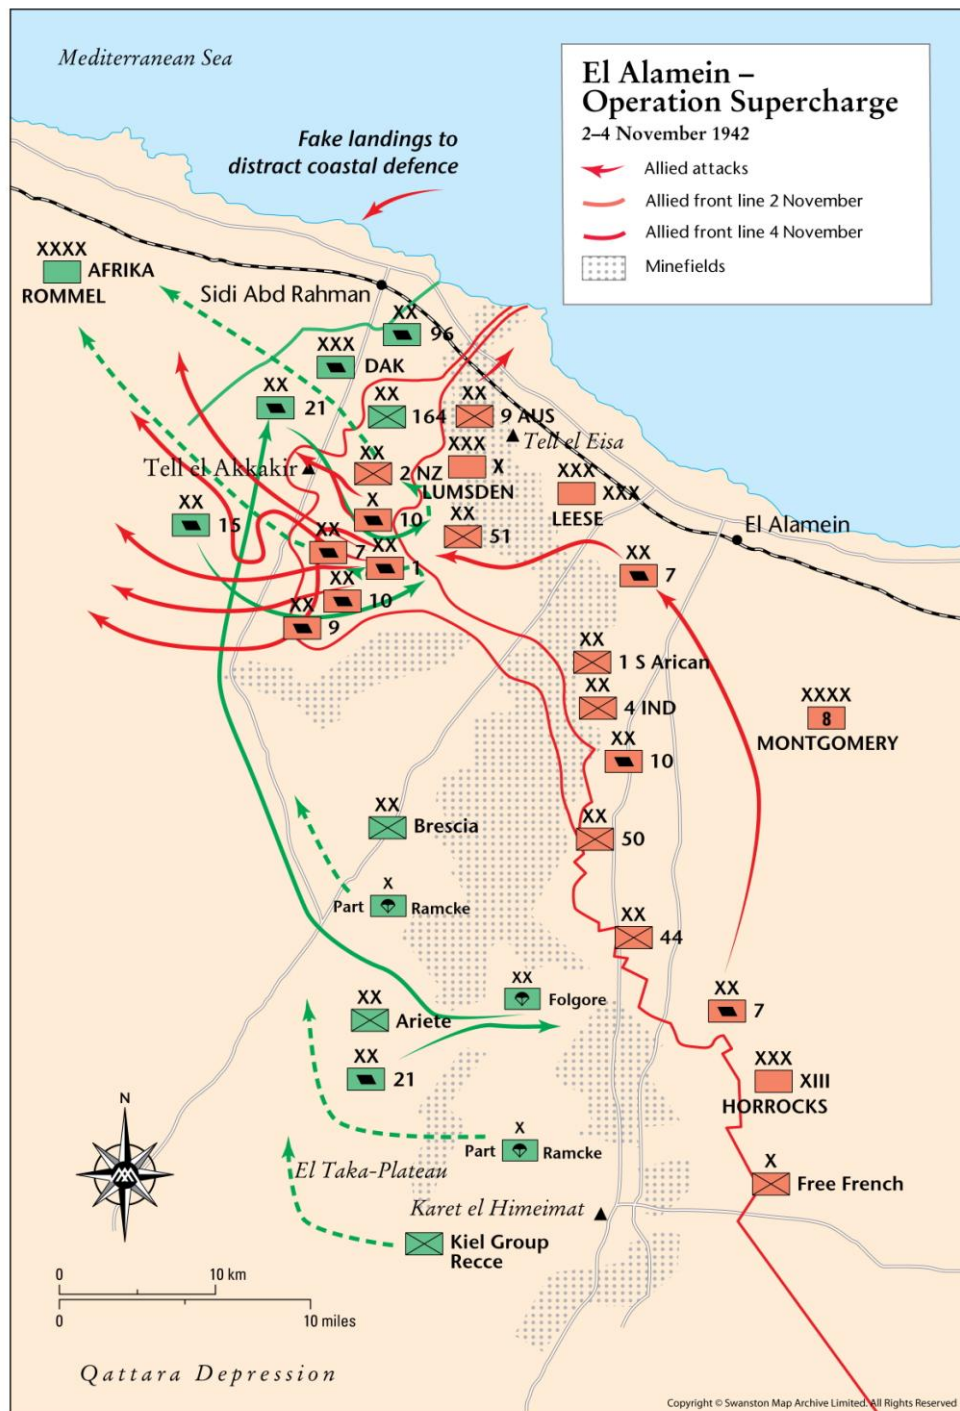 Mediterranean Sea
El Alamein –
Operation Supercharge
2–4 November 1942
Allied attacks
Allied front line 2 November
Allied front line 4 November
Minefields
Fake landings to
distract coastal defence
XXXX
AFRIKA
ROMMEL
Sidi Abd Rahman
XX
96
XXX
DAK
XX
21
XX
164
XX
9 AUS
Tell el Eisa
Tell el Akkakir
XX
2 NZ
XXX
X
LUMSDEN
XXX
XXX
LEESE
XX
15
X
10
XX
51
El Alamein
XX
7
XX
1
XX
7
XX
10
XX
9
XX
1 S Arican
XX
4 IND
XXXX
8
MONTGOMERY
XX
10
XX
Brescia
XX
50
X
Part
Ramcke
XX
44
XX
Folgore
XX
Ariete
XX
7
XX
21
XXX
XIII
HORROCKS
N
X
Part
Ramcke
El Taka-Plateau
X
Free French
Karet el Himeimat
Kiel Group
Recce
0
10 km
0
10 miles
Qattara Depression
Copyright © Swanston Map Archive Limited. All Rights Reserved